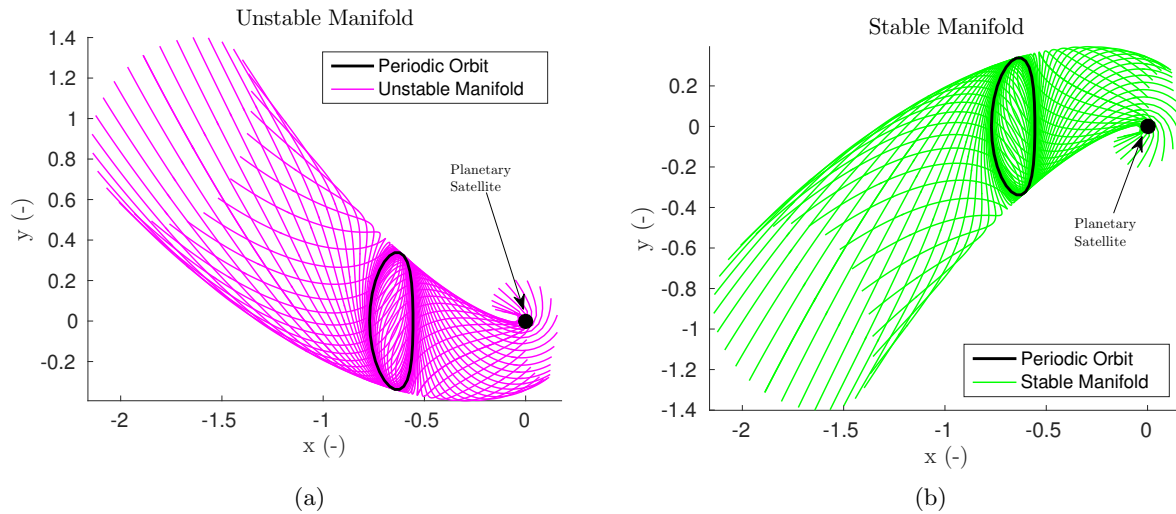 Unstable Manifold
1.4
1.2
1
0.8
0.6
0.4
0.2
0
-0.2
y (-)
Periodic Orbit
Unstable Manifold
Planetary
Satellite
-2
-1.5
-1
-0.5
0
x (-)
(a)
Stable Manifold
0.2
0
-0.2
-0.4
-0.6
-0.8
-1
-1.2
-1.4
y (-)
Planetary
Satellite
Periodic Orbit
Stable Manifold
-2
-1.5
-1
-0.5
0
x (-)
(b)